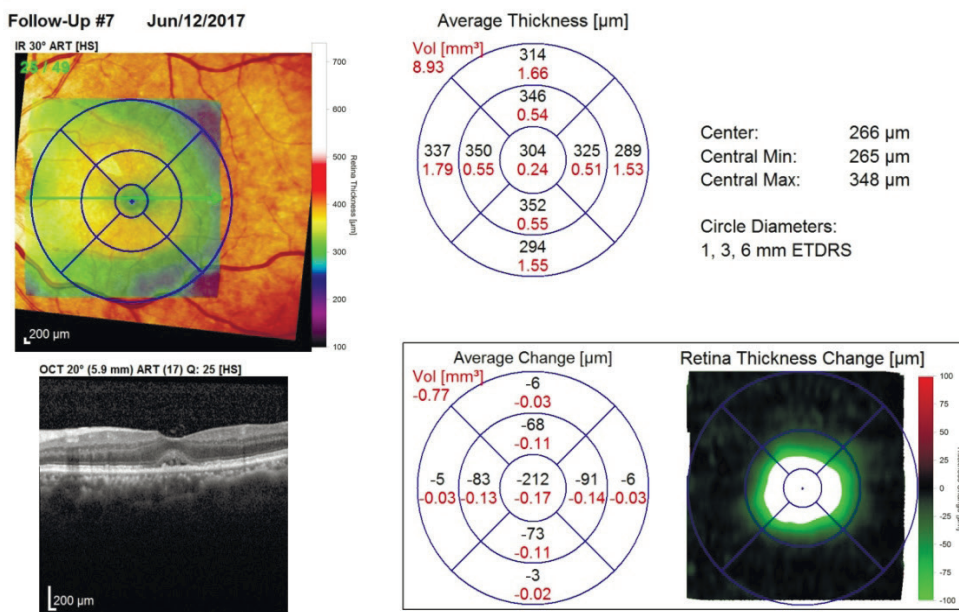 Follow-Up #7 Jun/12/2017
IR 30° ART [HS]
25 / 49
700
600
500
400
300
200
100
Retina Thickness [µm]
200 µm
Average Thickness [µm]
Vol [mm³]
8.93
314
1.66
346
0.54
337 350 304 325 289
1.79 0.55 0.24 0.51 1.53
352
0.55
294
1.55
Center: 266 µm
Central Min: 265 µm
Central Max: 348 µm
Circle Diameters:
1, 3, 6 mm ETDRS
OCT 20° (5.9 mm) ART (17) Q: 25 [HS]
200 µm
Average Change [µm]
Vol [mm³]
-0.77
-6
-0.03
-68
-0.11
-5 -83 -212 -91 -6
-0.03 -0.13 -0.17 -0.14 -0.03
-73
-0.11
-3
-0.02
Retina Thickness Change [µm]
100
75
50
25
0
-25
-50
-75
-100